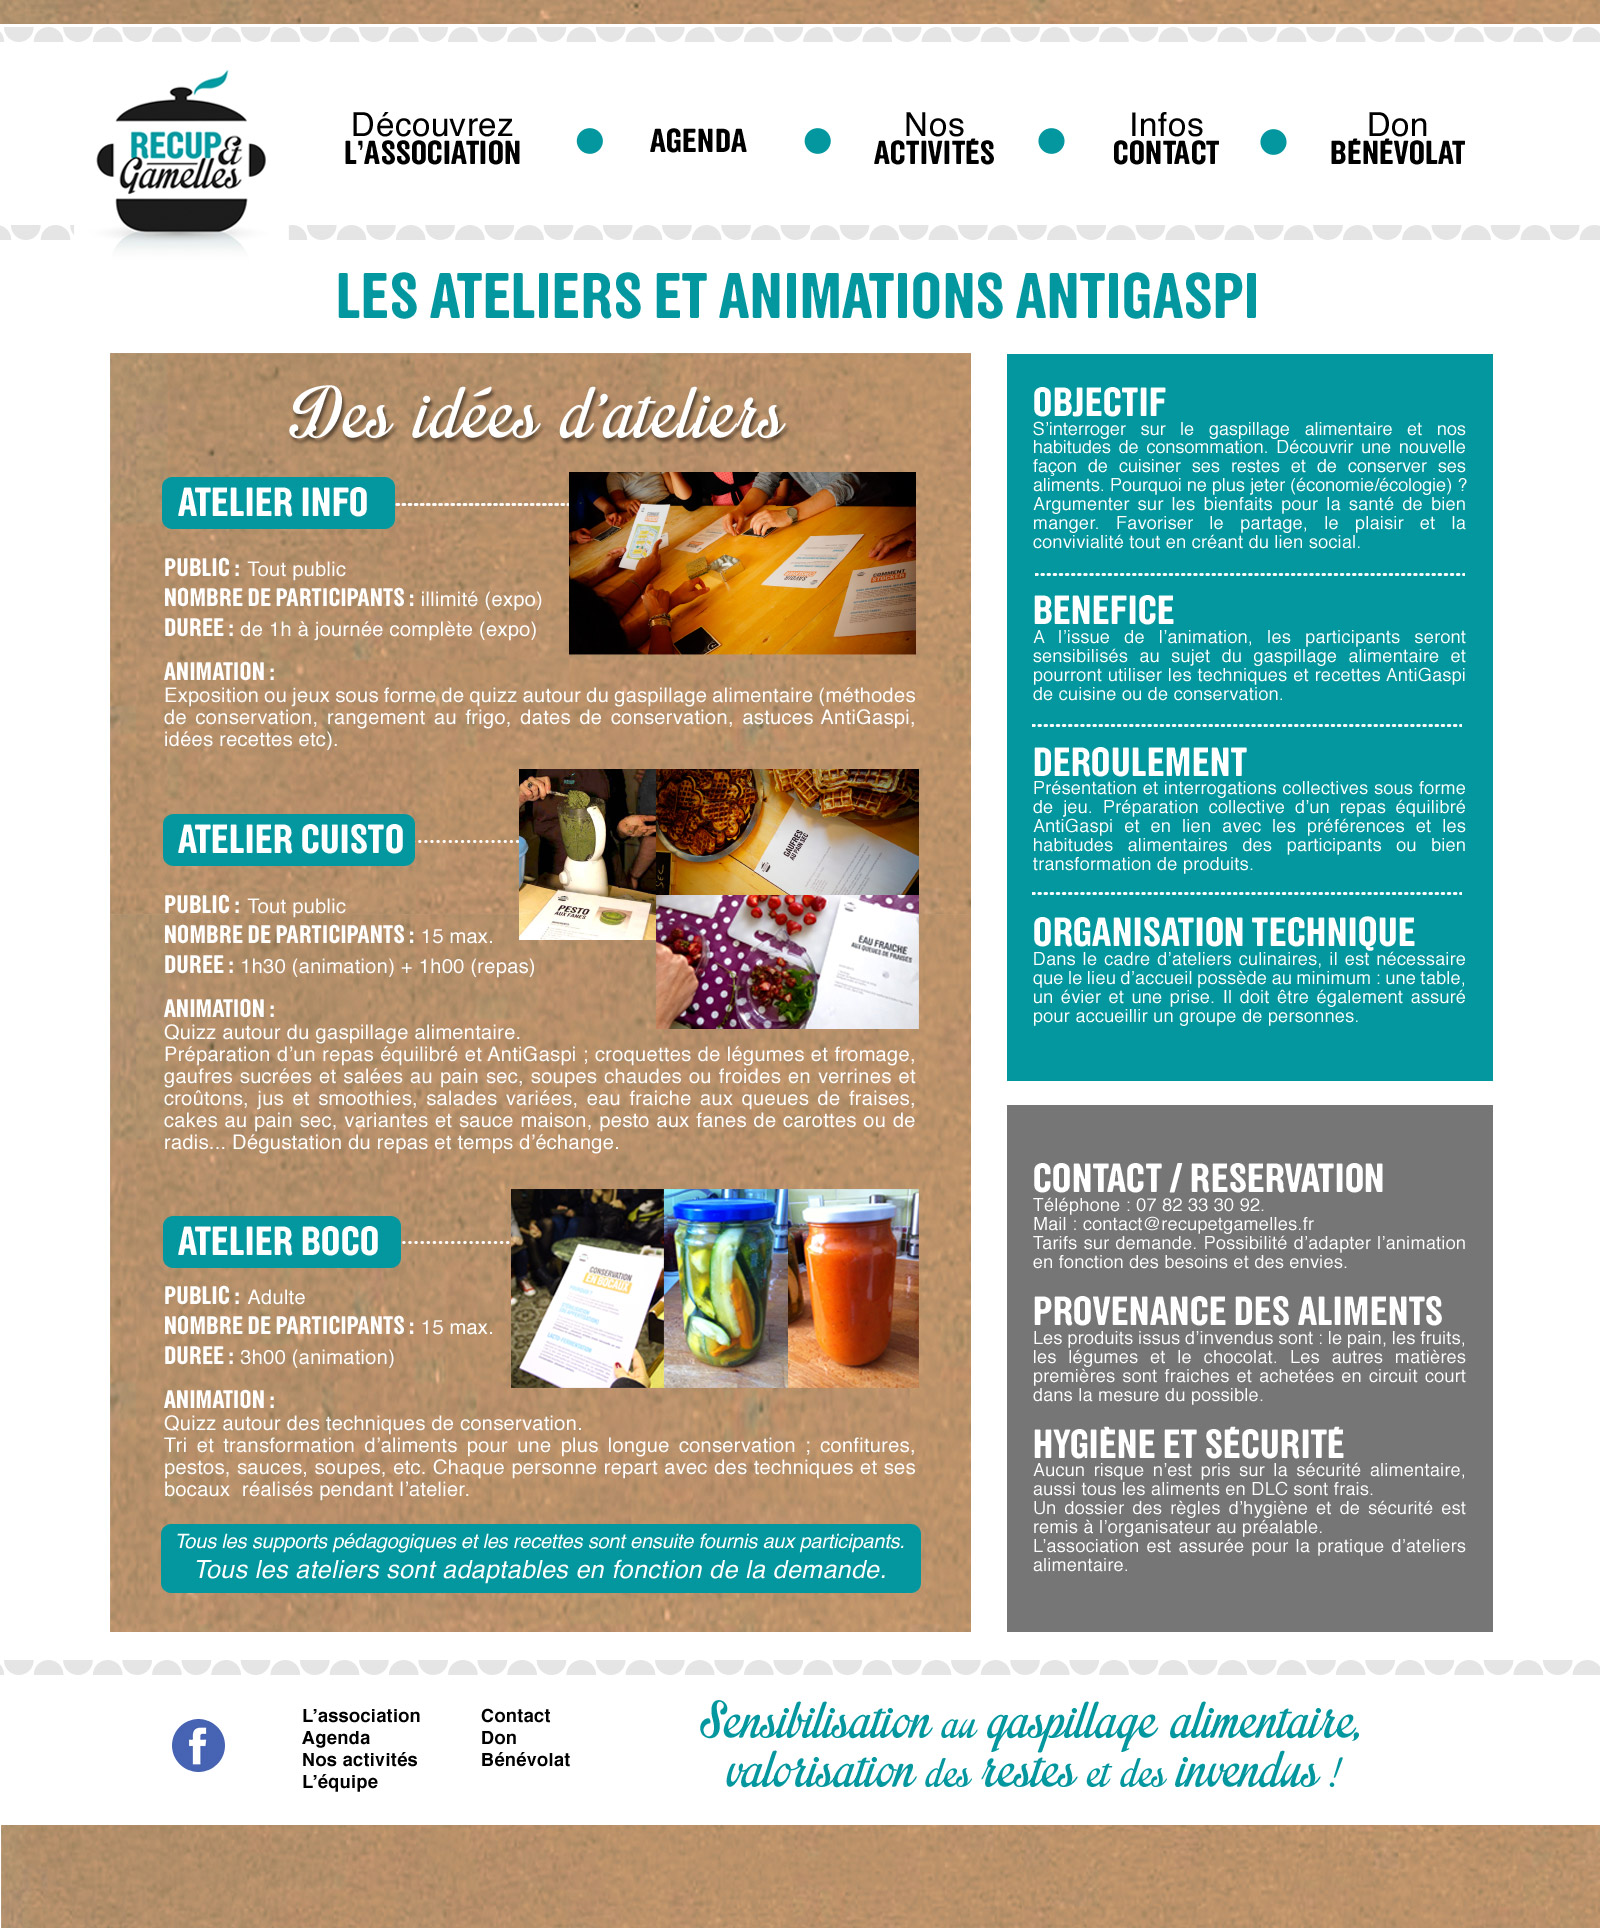 RECUP &
Gamelles
Découvrez
L'ASSOCIATION
AGENDA
Nos
ACTIVITÉS
Infos
CONTACT
Don
BÉNÉVOLAT
LES ATELIERS ET ANIMATIONS ANTIGASPI
Des idées d'ateliers
ATELIER INFO
PUBLIC : Tout public
NOMBRE DE PARTICIPANTS : illimité (expo)
DUREE : de 1h à journée complète (expo)
COMMENT
STOCKER
ANIMATION :
Exposition ou jeux sous forme de quizz autour du gaspillage alimentaire (méthodes
de conservation, rangement au frigo, dates de conservation, astuces AntiGaspi,
idées recettes etc).
ATELIER CUISTO
PUBLIC : Tout public
NOMBRE DE PARTICIPANTS : 15 max.
DUREE : 1h30 (animation) + 1h00 (repas)
PESTO
AUX FANES
GAUFRES
AU PAIN SEC
SEC
EAU FRAICHE
AUX QUEUES DE FRAISES
ANIMATION :
Quizz autour du gaspillage alimentaire.
Préparation d'un repas équilibré et AntiGaspi ; croquettes de légumes et fromage,
gaufres sucrées et salées au pain sec, soupes chaudes ou froides en verrines et
croûtons, jus et smoothies, salades variées, eau fraiche aux queues de fraises,
cakes au pain sec, variantes et sauce maison, pesto aux fanes de carottes ou de
radis... Dégustation du repas et temps d'échange.
ATELIER BOCO
PUBLIC : Adulte
NOMBRE DE PARTICIPANTS : 15 max.
DUREE : 3h00 (animation)
CONSERVATION
EN BOCAUX
ANIMATION :
Quizz autour des techniques de conservation.
Tri et transformation d'aliments pour une plus longue conservation ; confitures,
pestos, sauces, soupes, etc. Chaque personne repart avec des techniques et ses
bocaux réalisés pendant l'atelier.
Tous les supports pédagogiques et les recettes sont ensuite fournis aux participants.
Tous les ateliers sont adaptables en fonction de la demande.
OBJECTIF
S'interroger sur le gaspillage alimentaire et nos
habitudes de consommation. Découvrir une nouvelle
façon de cuisiner ses restes et de conserver ses
aliments. Pourquoi ne plus jeter (économie/écologie) ?
Argumenter sur les bienfaits pour la santé de bien
manger. Favoriser le partage, le plaisir et la
convivialité tout en créant du lien social.
BENEFICE
A l'issue de l'animation, les participants seront
sensibilisés au sujet du gaspillage alimentaire et
pourront utiliser les techniques et recettes AntiGaspi
de cuisine ou de conservation.
DEROULEMENT
Présentation et interrogations collectives sous forme
de jeu. Préparation collective d'un repas équilibré
AntiGaspi et en lien avec les préférences et les
habitudes alimentaires des participants ou bien
transformation de produits.
ORGANISATION TECHNIQUE
Dans le cadre d'ateliers culinaires, il est nécessaire
que le lieu d'accueil possède au minimum : une table,
un évier et une prise. Il doit être également assuré
pour accueillir un groupe de personnes.
CONTACT / RESERVATION
Téléphone : 07 82 33 30 92.
Mail : contact@recupetgamelles.fr
Tarifs sur demande. Possibilité d'adapter l'animation
en fonction des besoins et des envies.
PROVENANCE DES ALIMENTS
Les produits issus d'invendus sont : le pain, les fruits,
les légumes et le chocolat. Les autres matières
premières sont fraiches et achetées en circuit court
dans la mesure du possible.
HYGIÈNE ET SÉCURITÉ
Aucun risque n'est pris sur la sécurité alimentaire,
aussi tous les aliments en DLC sont frais.
Un dossier des règles d'hygiène et de sécurité est
remis à l'organisateur au préalable.
L'association est assurée pour la pratique d'ateliers
alimentaire.
f
L'association
Agenda
Nos activités
L'équipe
Contact
Don
Bénévolat
Sensibilisation au gaspillage alimentaire,
valorisation des restes et des invendus !